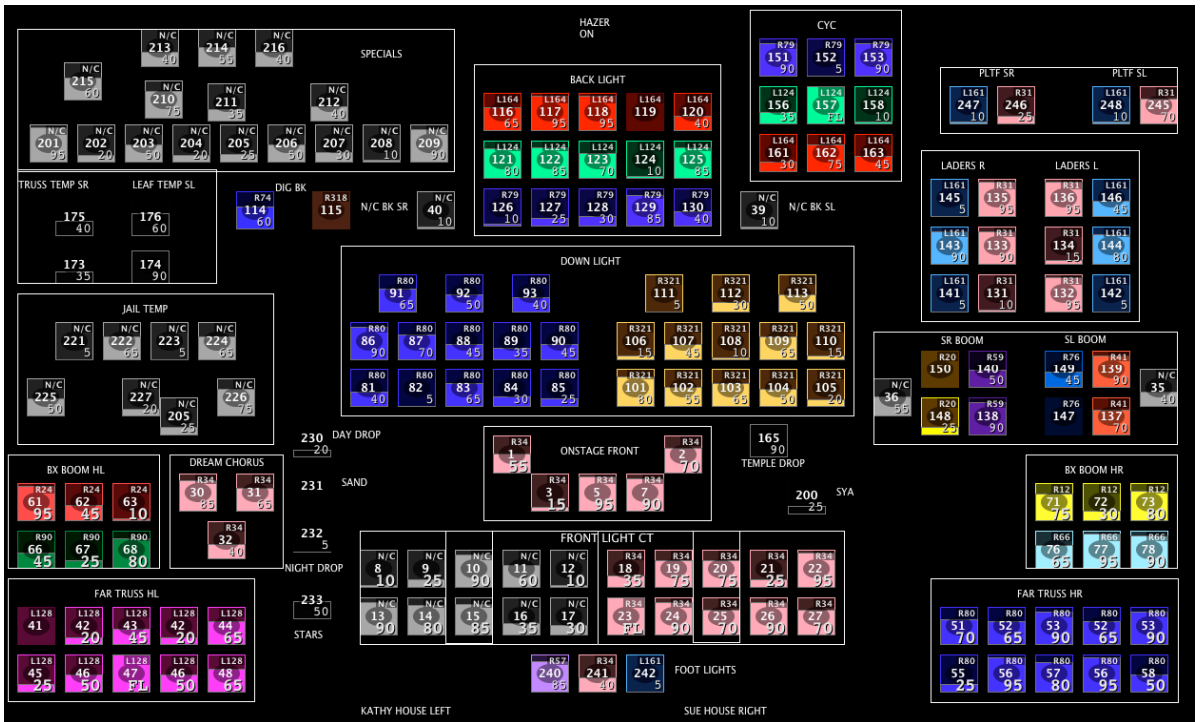 HAZER
ON
SPECIALS
N/C 213 40
N/C 214 55
N/C 216 40
N/C 215 60
N/C 210 75
N/C 211 35
N/C 212 40
N/C 201 95
N/C 202 20
N/C 203 50
N/C 204 20
N/C 205 25
N/C 206 50
N/C 207 30
N/C 208 10
N/C 209 90
BACK LIGHT
L164 116 65
L164 117 95
L164 118 95
L164 119
L164 120 40
L124 121 80
L124 122 85
L124 123 70
L124 124 10
L124 125 85
R79 126 10
R79 127 25
R79 128 30
R79 129 85
R79 130 40
CYC
R79 151 90
R79 152 5
R79 153 90
L124 156 35
L124 157 FL
L124 158 10
L164 161 30
L164 162 75
L164 163 45
PLTF SR
PLTF SL
L161 247 10
R31 246 25
L161 248 10
R31 245 70
TRUSS TEMP SR
LEAF TEMP SL
175 40
176 60
173 35
174 90
DIG BK
R74 114 60
R318 115
N/C BK SR
N/C 40 10
N/C 39 10
N/C BK SL
LADERS R
LADERS L
L161 145 5
R31 135 95
R31 136 95
L161 146 45
L161 143 90
R31 133 90
R31 134 15
L161 144 80
L161 141 5
R31 131 10
R31 132 95
L161 142 5
DOWN LIGHT
R80 91 65
R80 92 50
R80 93 40
R321 111 5
R321 112 30
R321 113 50
R80 86 90
R80 87 70
R80 88 45
R80 89 35
R80 90 45
R321 106 15
R321 107 45
R321 108 10
R321 109 65
R321 110 15
R80 81 40
R80 82 5
R80 83 65
R80 84 30
R80 85 25
R321 101 80
R321 102 55
R321 103 65
R321 104 50
R321 105 20
JAIL TEMP
N/C 221 5
N/C 222 65
N/C 223 5
N/C 224 65
N/C 225 50
N/C 227 20
N/C 205 25
N/C 226 75
SR BOOM
SL BOOM
N/C 36 55
R20 150
R59 140 50
R76 149 45
R41 139 90
N/C 35 40
R20 148 25
R59 138 90
R76 147
R41 137 70
230 20
DAY DROP
231
SAND
232 5
NIGHT DROP
233 50
STARS
ONSTAGE FRONT
R34 1 55
R34 2 70
R34 3 15
R34 5 95
R34 7 90
165 90
TEMPLE DROP
200 25
SYA
BX BOOM HL
R24 61 95
R24 62 45
R24 63 10
R90 66 45
R90 67 25
R90 68 80
DREAM CHORUS
R34 30 85
R34 31 65
R34 32 40
BX BOOM HR
R12 71 75
R12 72 30
R12 73 80
R66 76 65
R66 77 95
R66 78 90
FRONT LIGHT CT
N/C 8 10
N/C 9 25
N/C 10 90
N/C 11 60
N/C 12 10
R34 18 35
R34 19 75
R34 20 75
R34 21 25
R34 22 95
N/C 13 90
N/C 14 80
N/C 15 85
N/C 16 35
N/C 17 30
R34 23 FL
R34 24 90
R34 25 70
R34 26 90
R34 27 70
FAR TRUSS HL
L128 41
L128 42 20
L128 43 45
L128 42 20
L128 44 65
L128 45 25
L128 46 50
L128 47 FL
L128 46 50
L128 48 65
FAR TRUSS HR
R80 51 70
R80 52 65
R80 53 90
R80 52 65
R80 53 90
R80 55 25
R80 56 95
R80 57 80
R80 56 95
R80 58 50
R57 240 85
R34 241 40
L161 242 5
FOOT LIGHTS
KATHY HOUSE LEFT
SUE HOUSE RIGHT